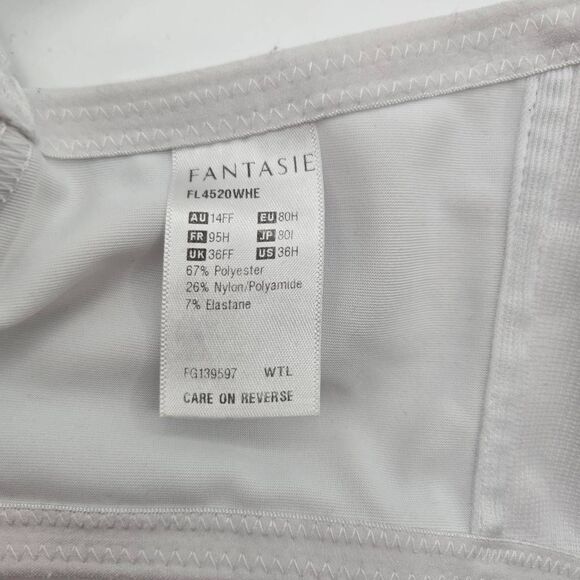 FANTASIE
FL4520WHE
AU 14FF EU 80H
FR 95H JP 80I
UK 36FF US 36H
67% Polyester
26% Nylon/Polyamide
7% Elastane
FG139597 WTL
CARE ON REVERSE